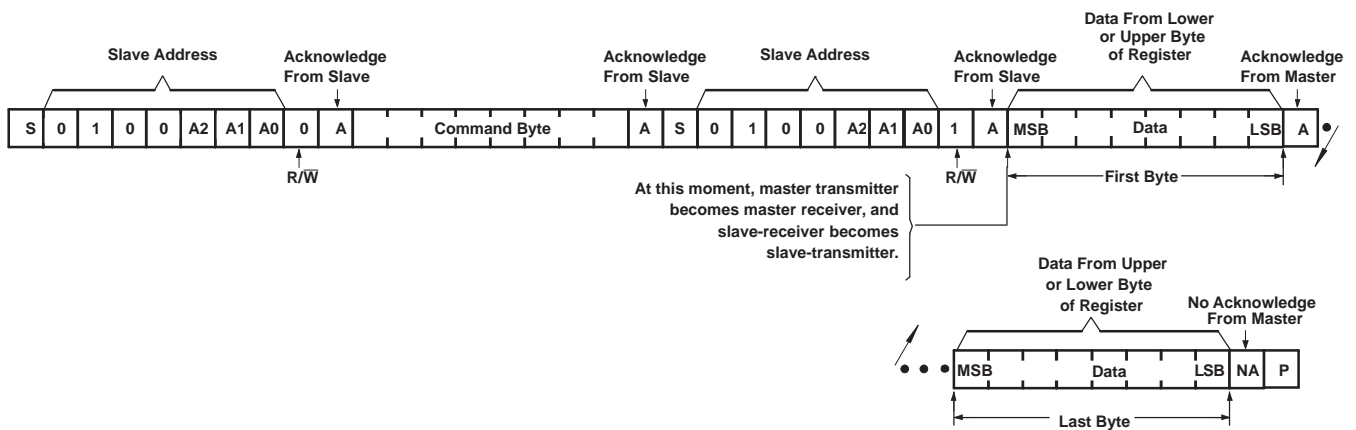 Slave Address
Acknowledge
From Slave
Acknowledge
From Slave
Slave Address
Acknowledge
From Slave
Data From Lower
or Upper Byte
of Register
Acknowledge
From Master
S 0 1 0 0 A2 A1 A0 0 A Command Byte A S 0 1 0 0 A2 A1 A0 1 A MSB Data LSB A
R/W̅
R/W̅
First Byte
At this moment, master transmitter
becomes master receiver, and
slave-receiver becomes
slave-transmitter.
Data From Upper
or Lower Byte
of Register
No Acknowledge
From Master
MSB Data LSB NA P
Last Byte